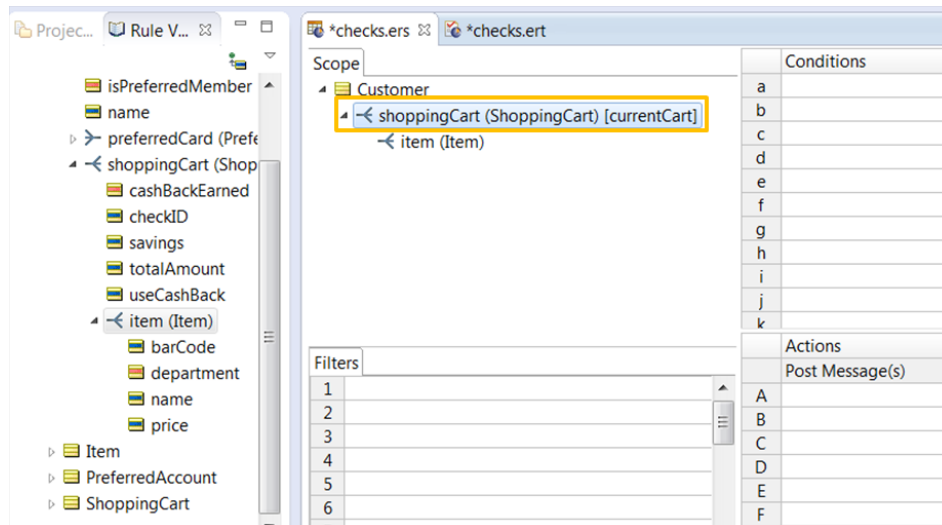 Projec...
Rule V...
isPreferredMember
name
preferredCard (Prefe
shoppingCart (Shop
cashBackEarned
checkID
savings
totalAmount
useCashBack
item (Item)
barCode
department
name
price
Item
PreferredAccount
ShoppingCart
*checks.ers
*checks.ert
Scope
Customer
shoppingCart (ShoppingCart) [currentCart]
item (Item)
Filters
1
2
3
4
5
6
Conditions
a
b
c
d
e
f
g
h
i
j
k
Actions
Post Message(s)
A
B
C
D
E
F